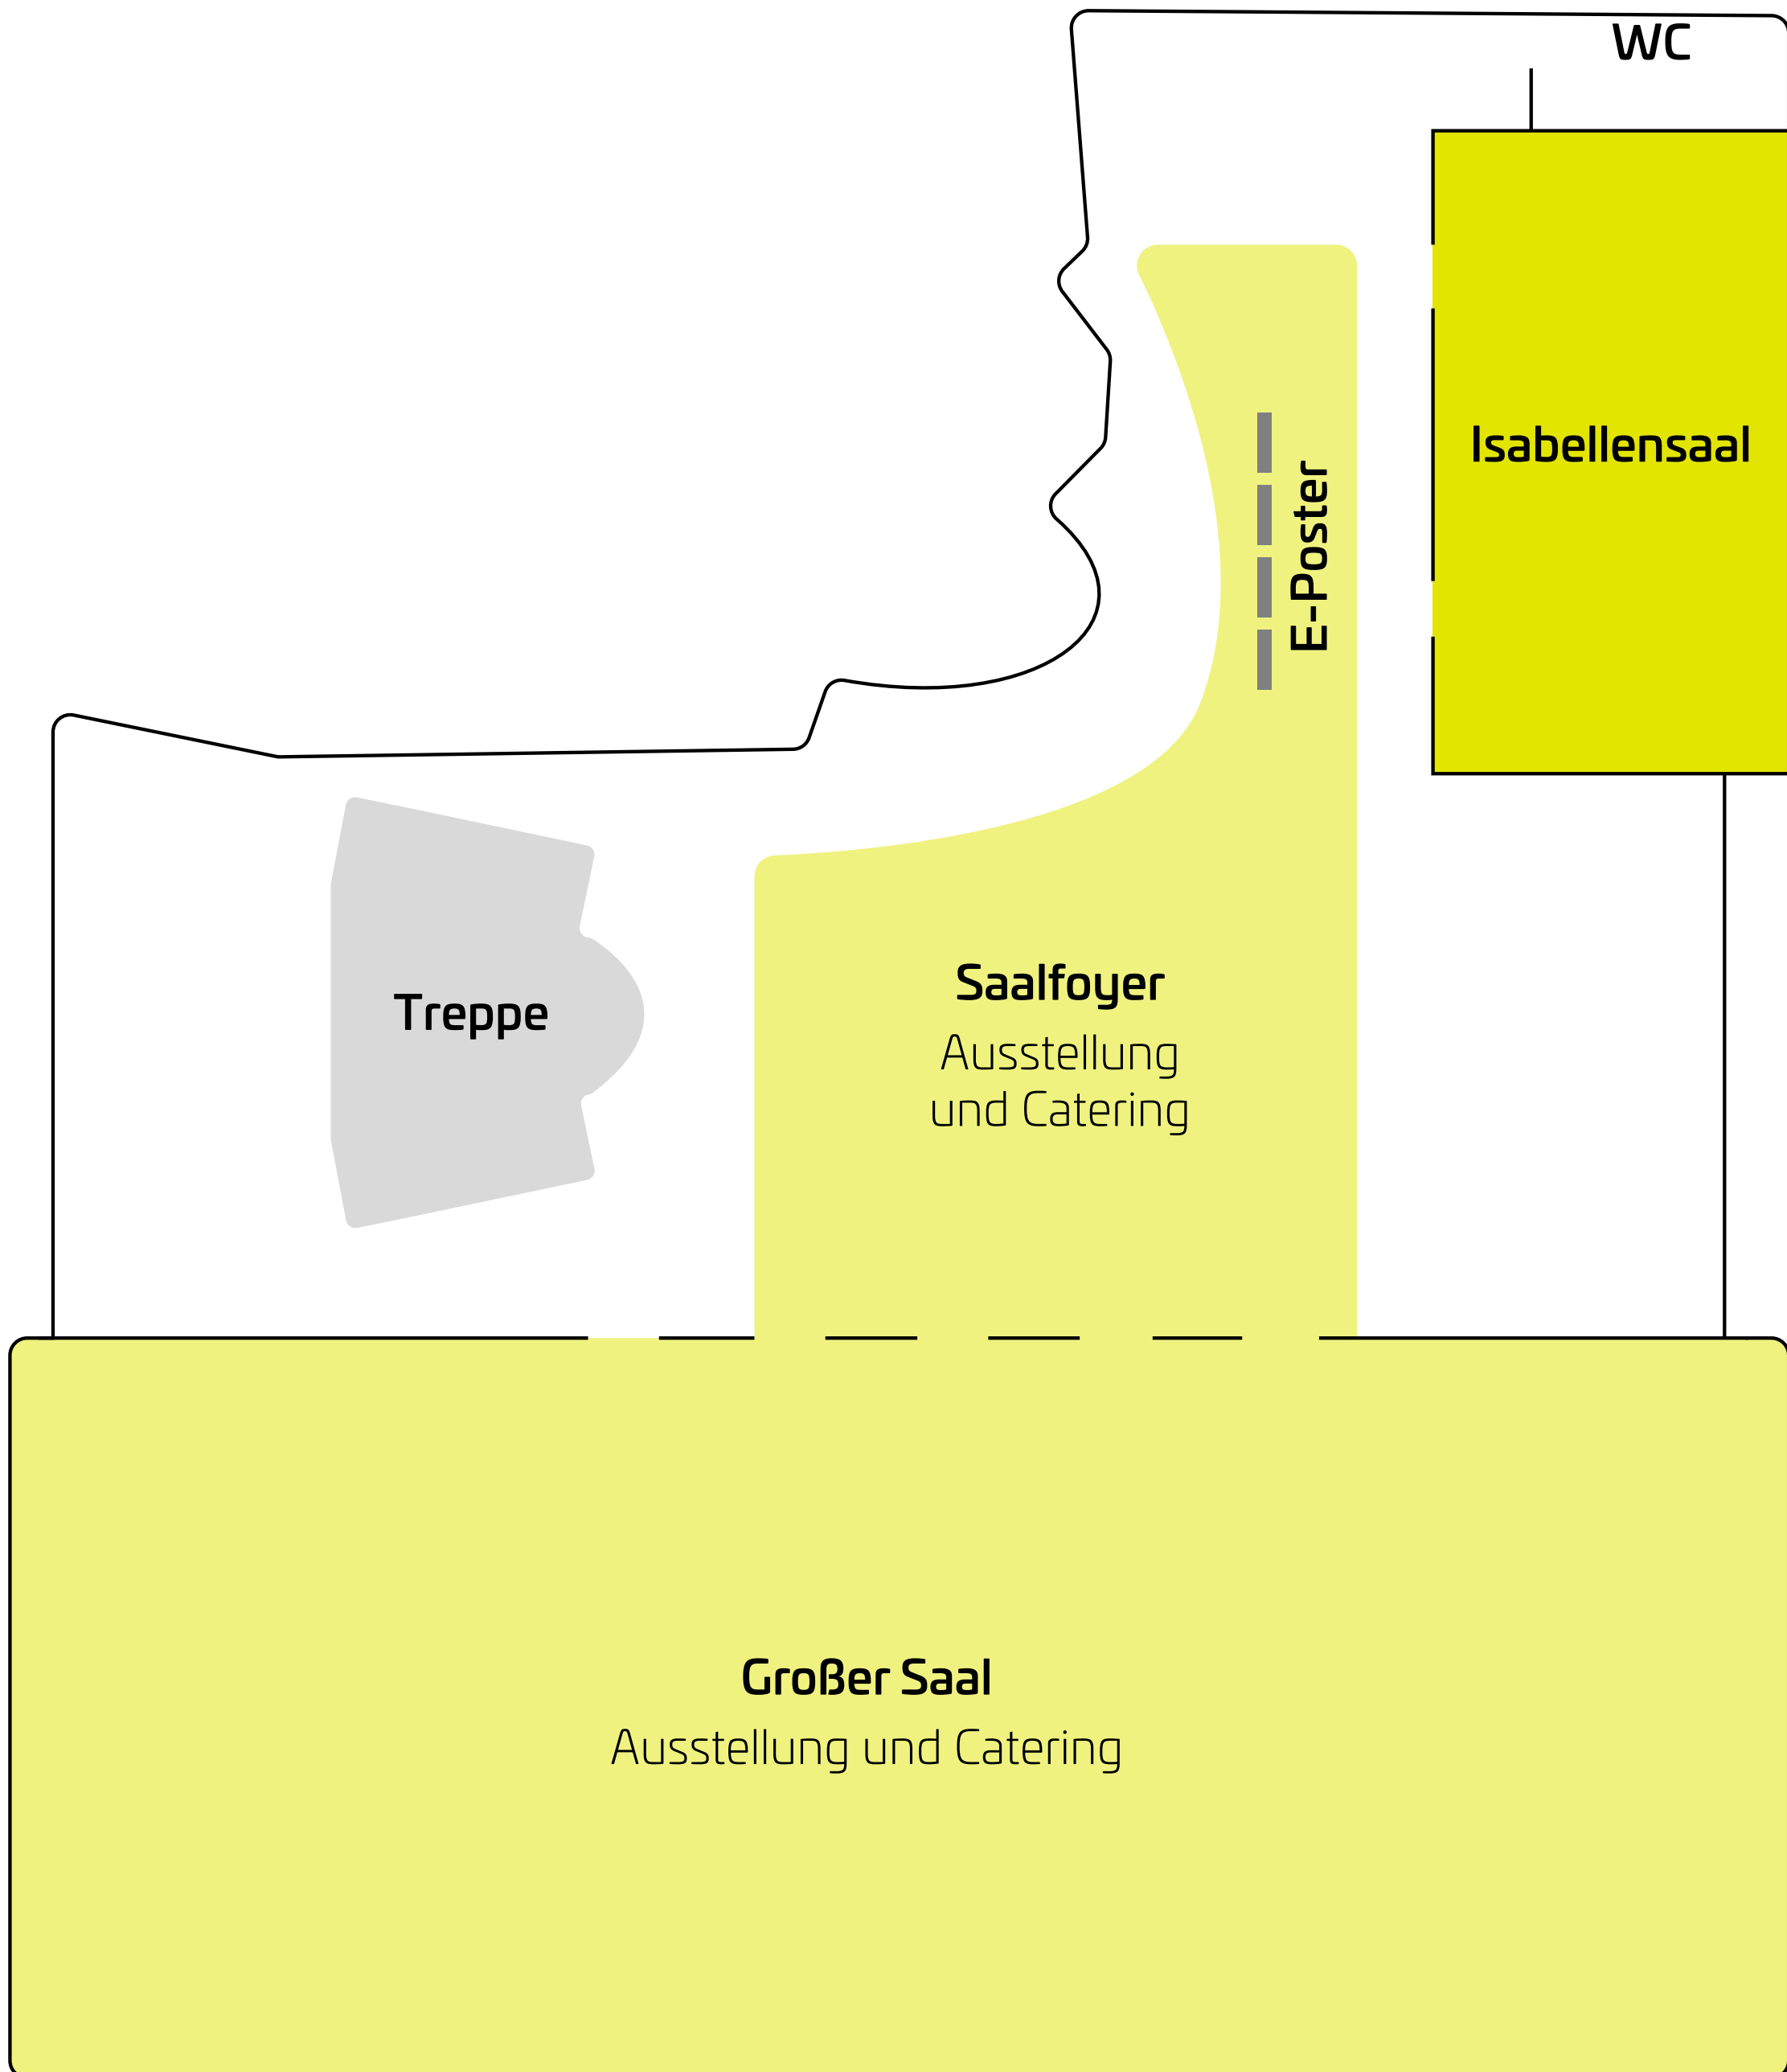 WC
Isabellensaal
E-Poster
Saalfoyer
Ausstellung
und Catering
Treppe
Großer Saal
Ausstellung und Catering